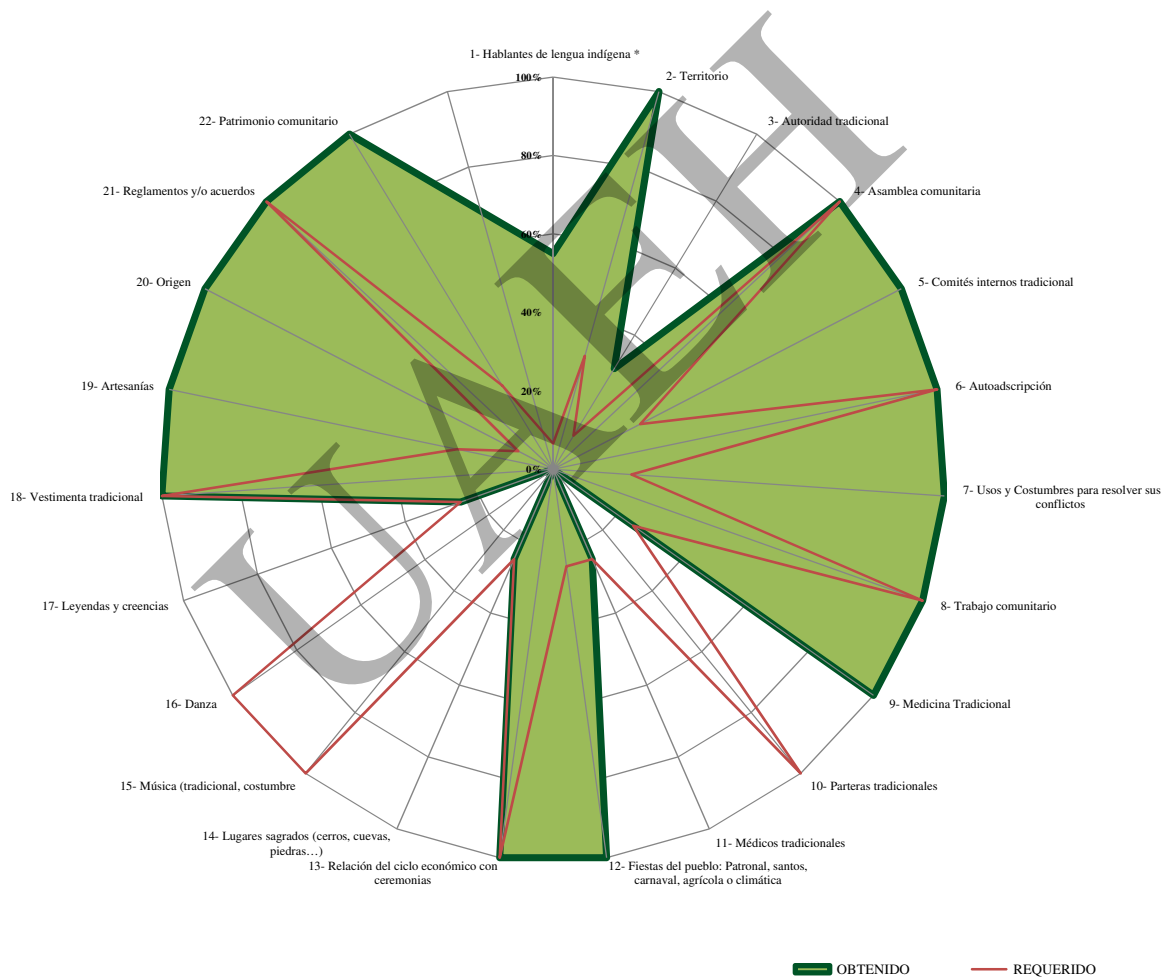 1- Hablantes de lengua indígena *
2- Territorio
3- Autoridad tradicional
4- Asamblea comunitaria
5- Comités internos tradicional
6- Autoadscripción
7- Usos y Costumbres para resolver sus
conflictos
8- Trabajo comunitario
9- Medicina Tradicional
10- Parteras tradicionales
11- Médicos tradicionales
12- Fiestas del pueblo: Patronal, santos,
carnaval, agrícola o climática
13- Relación del ciclo económico con
ceremonias
14- Lugares sagrados (cerros, cuevas,
piedras…)
15- Música (tradicional, costumbre
16- Danza
17- Leyendas y creencias
18- Vestimenta tradicional
19- Artesanías
20- Origen
21- Reglamentos y/o acuerdos
22- Patrimonio comunitario
100%
80%
60%
40%
20%
0%
UAEH
OBTENIDO
REQUERIDO